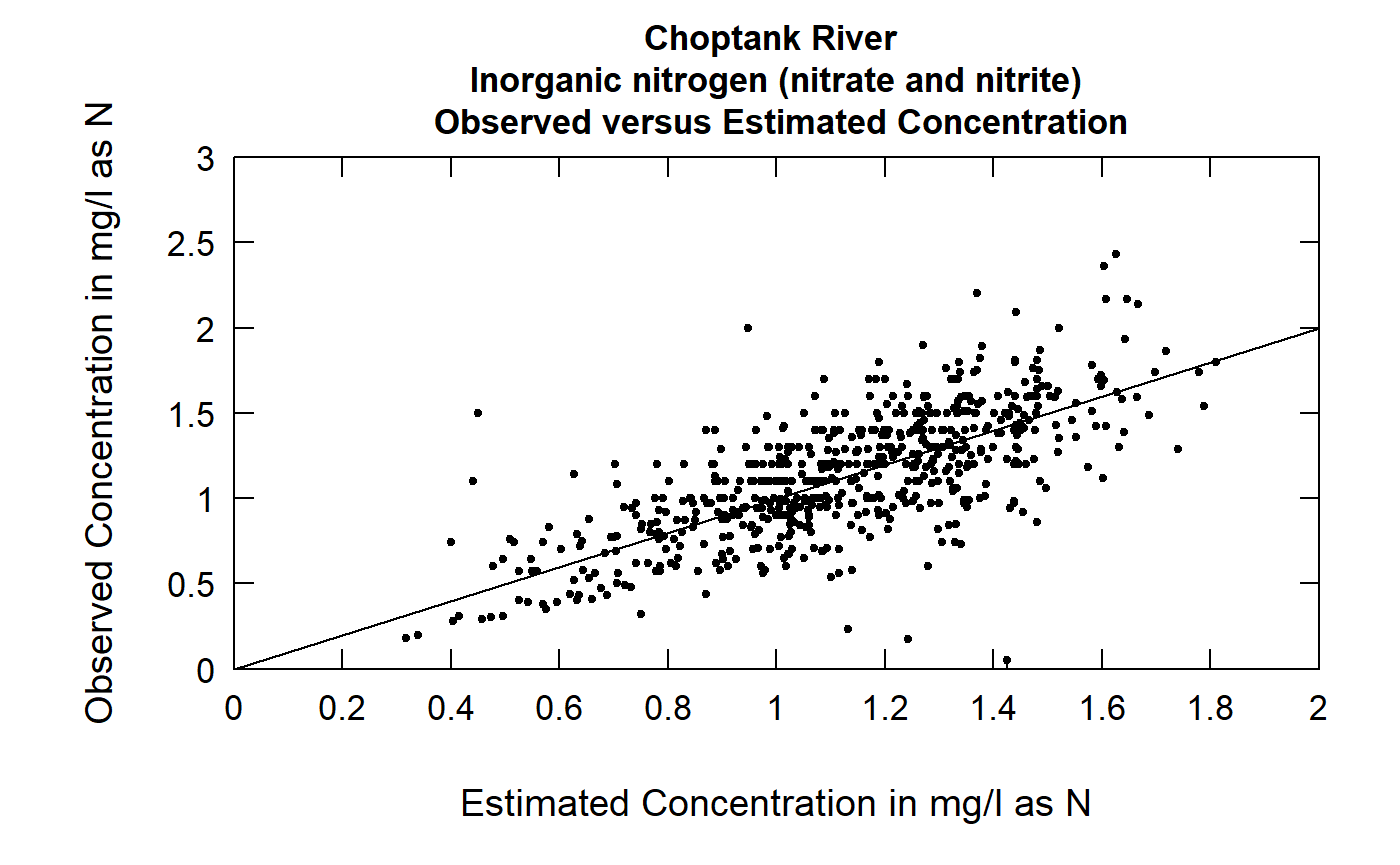 Choptank River
Inorganic nitrogen (nitrate and nitrite)
Observed versus Estimated Concentration
Observed Concentration in mg/l as N
3
2.5
2
1.5
1
0.5
0
0 0.2 0.4 0.6 0.8 1 1.2 1.4 1.6 1.8 2
Estimated Concentration in mg/l as N